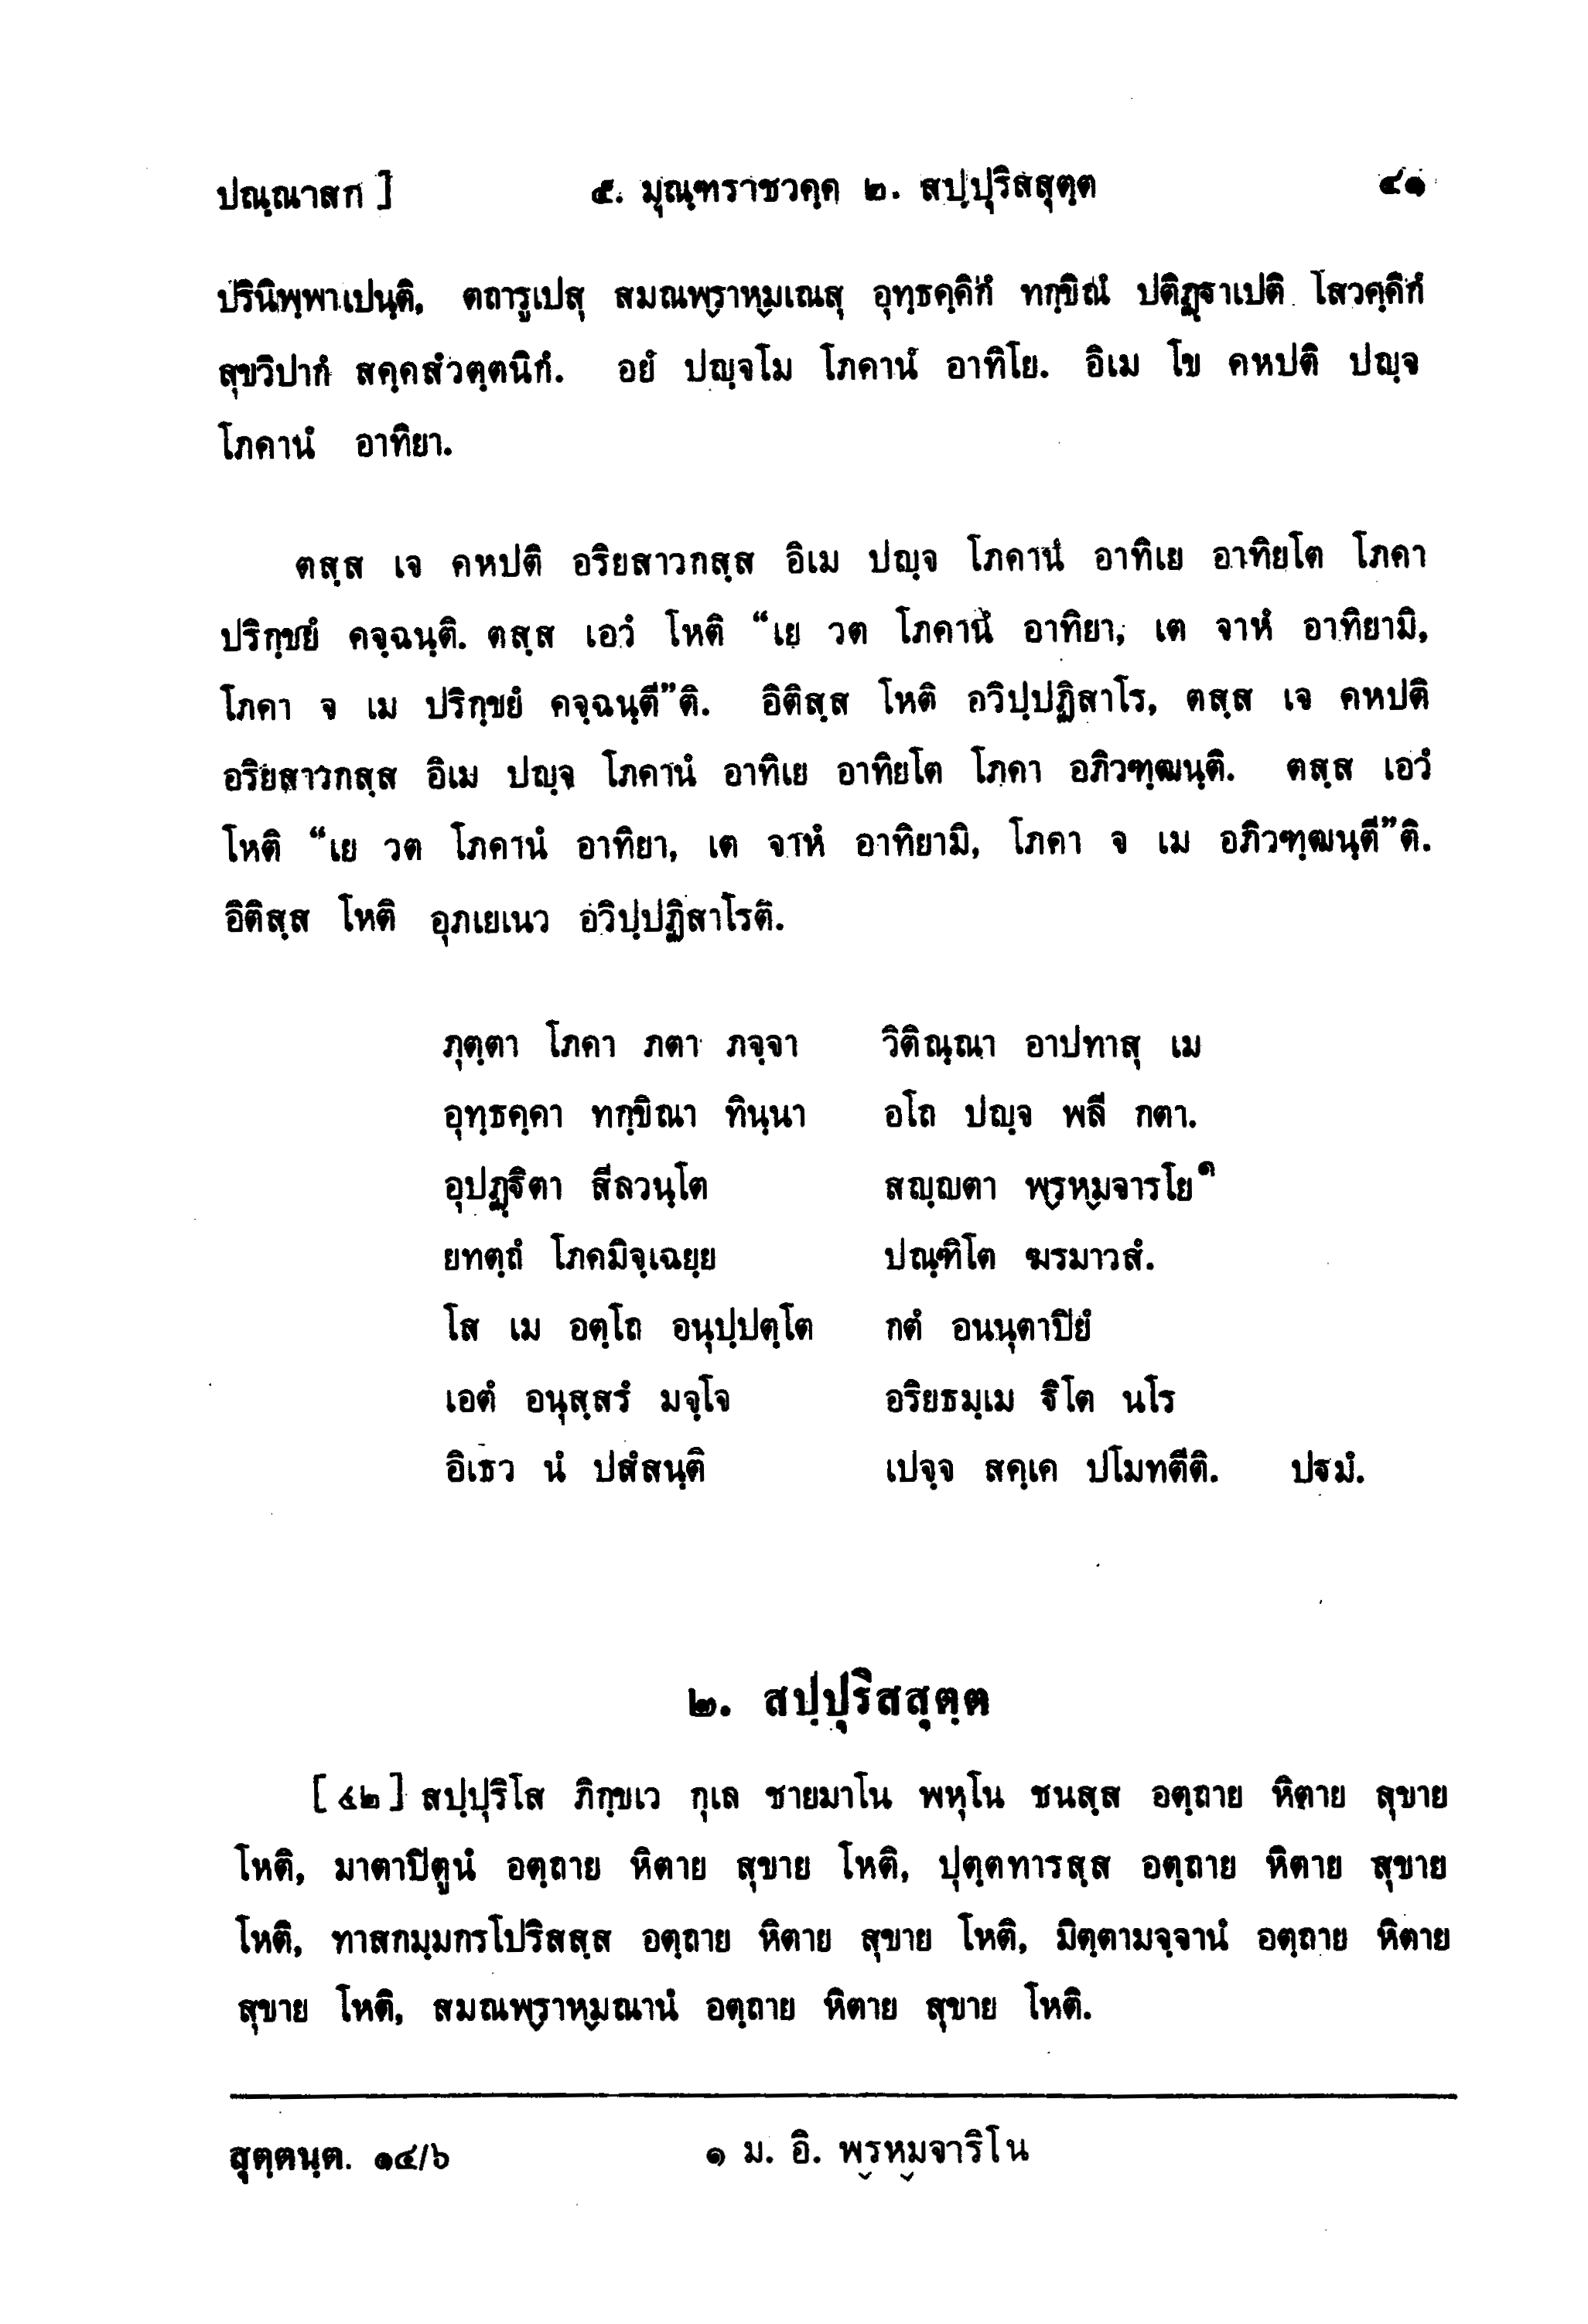 ปณฺณาสก ] ๕. มุณฺฑราชวคฺค ๒. สปฺปุริสสุตฺต ๔๑
ปรินิพฺพาเปนฺติ, ตถารูเปสุ สมณพฺราหฺมเณสุ อุทฺธคฺคิกํ ทกฺขิณํ ปติฏฺฐาเปติ โสวคฺคิกํ
สุขวิปากํ สคฺคสํวตฺตนิกํ. อยํ ปญฺจโม โภคานํ อาทิโย. อิเม โข คหปติ ปญฺจ
โภคานํ อาทิยา.
ตสฺส เจ คหปติ อริยสาวกสฺส อิเม ปญฺจ โภคานํ อาทิเย อาทิยโต โภคา
ปริกฺขยํ คจฺฉนฺติ. ตสฺส เอวํ โหติ “เย วต โภคานํ อาทิยา, เต จาหํ อาทิยามิ,
โภคา จ เม ปริกฺขยํ คจฺฉนฺตี”ติ. อิติสฺส โหติ อวิปฺปฏิสาโร, ตสฺส เจ คหปติ
อริยสาวกสฺส อิเม ปญฺจ โภคานํ อาทิเย อาทิยโต โภคา อภิวฑฺฒนฺติ. ตสฺส เอวํ
โหติ “เย วต โภคานํ อาทิยา, เต จาหํ อาทิยามิ, โภคา จ เม อภิวฑฺฒนฺตี”ติ.
อิติสฺส โหติ อุภเยเนว อวิปฺปฏิสาโรติ.
ภุตฺตา โภคา ภตา ภจฺจา วิติณฺณา อาปทาสุ เม
อุทฺธคฺคา ทกฺขิณา ทินฺนา อโถ ปญฺจ พลี กตา.
อุปฏฺฐิตา สีลวนฺโต สญฺญตา พฺรหฺมจารโย๑
ยทตฺถํ โภคมิจฺเฉยฺย ปณฺฑิโต ฆรมาวสํ.
โส เม อตฺโถ อนุปฺปตฺโต กตํ อนนุตาปิยํ
เอตํ อนุสฺสรํ มจฺโจ อริยธมฺเม ฐิโต นโร
อิเธว นํ ปสํสนฺติ เปจฺจ สคฺเค ปโมทตีติ. ปฐมํ.
๒. สปฺปุริสสุตฺต
[๔๒] สปฺปุริโส ภิกฺขเว กุเล ชายมาโน พหุโน ชนสฺส อตฺถาย หิตาย สุขาย
โหติ, มาตาปิตูนํ อตฺถาย หิตาย สุขาย โหติ, ปุตฺตทารสฺส อตฺถาย หิตาย สุขาย
โหติ, ทาสกมฺมกรโปริสสฺส อตฺถาย หิตาย สุขาย โหติ, มิตฺตามจฺจานํ อตฺถาย หิตาย
สุขาย โหติ, สมณพฺราหฺมณานํ อตฺถาย หิตาย สุขาย โหติ.
สุตฺตนฺต. ๑๔/๖ ๑ ม. อิ. พฺรหฺมจาริโน